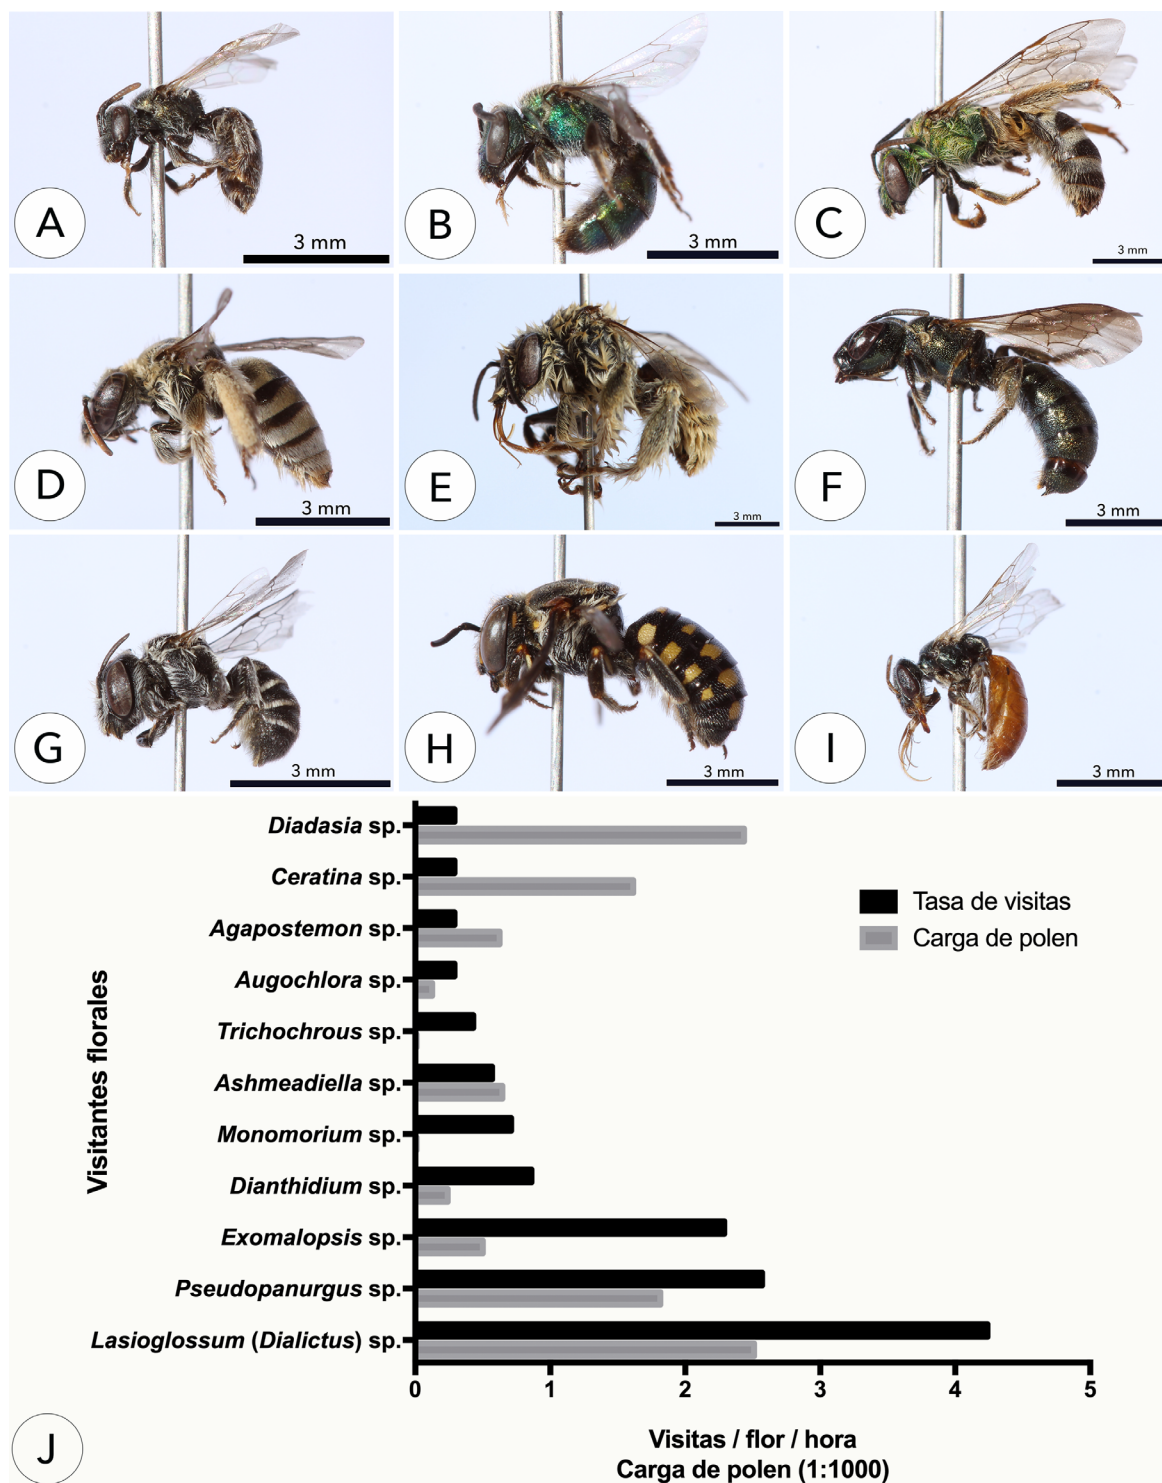 A
3 mm
B
3 mm
C
3 mm
D
3 mm
E
3 mm
F
3 mm
G
3 mm
H
3 mm
I
3 mm
Visitantes florales
Diadasia sp.
Ceratina sp.
Agapostemon sp.
Augochlora sp.
Trichochrous sp.
Ashmeadiella sp.
Monomorium sp.
Dianthidium sp.
Exomalopsis sp.
Pseudopanurgus sp.
Lasioglossum (Dialictus) sp.
Tasa de visitas
Carga de polen
0 1 2 3 4 5
Visitas / flor / hora
Carga de polen (1:1000)
J